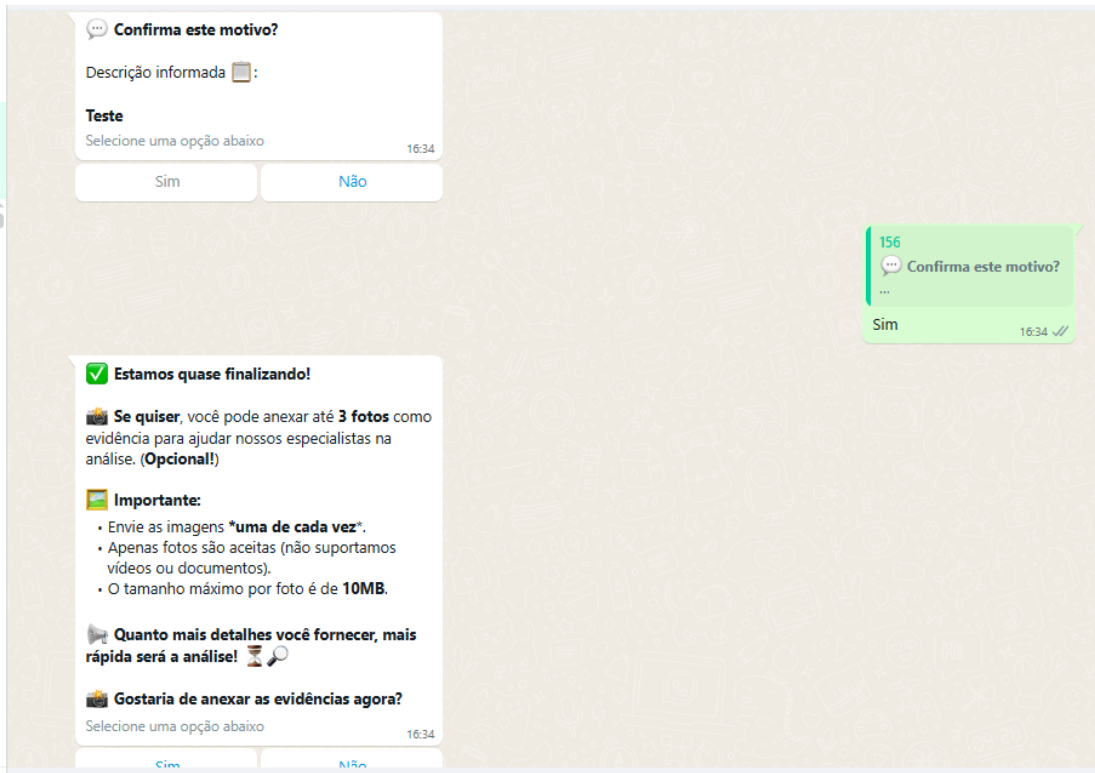 💬 Confirma este motivo?
Descrição informada 📋:
Teste
Selecione uma opção abaixo
16:34
Sim
Não
156
💬 Confirma este motivo?
...
Sim
16:34
✅ Estamos quase finalizando!
📸 Se quiser, você pode anexar até 3 fotos como
evidência para ajudar nossos especialistas na
análise. (Opcional!)
🖼️ Importante:
• Envie as imagens *uma de cada vez*.
• Apenas fotos são aceitas (não suportamos
vídeos ou documentos).
• O tamanho máximo por foto é de 10MB.
📢 Quanto mais detalhes você fornecer, mais
rápida será a análise! ⏳🔎
📸 Gostaria de anexar as evidências agora?
Selecione uma opção abaixo
16:34
Sim
Não